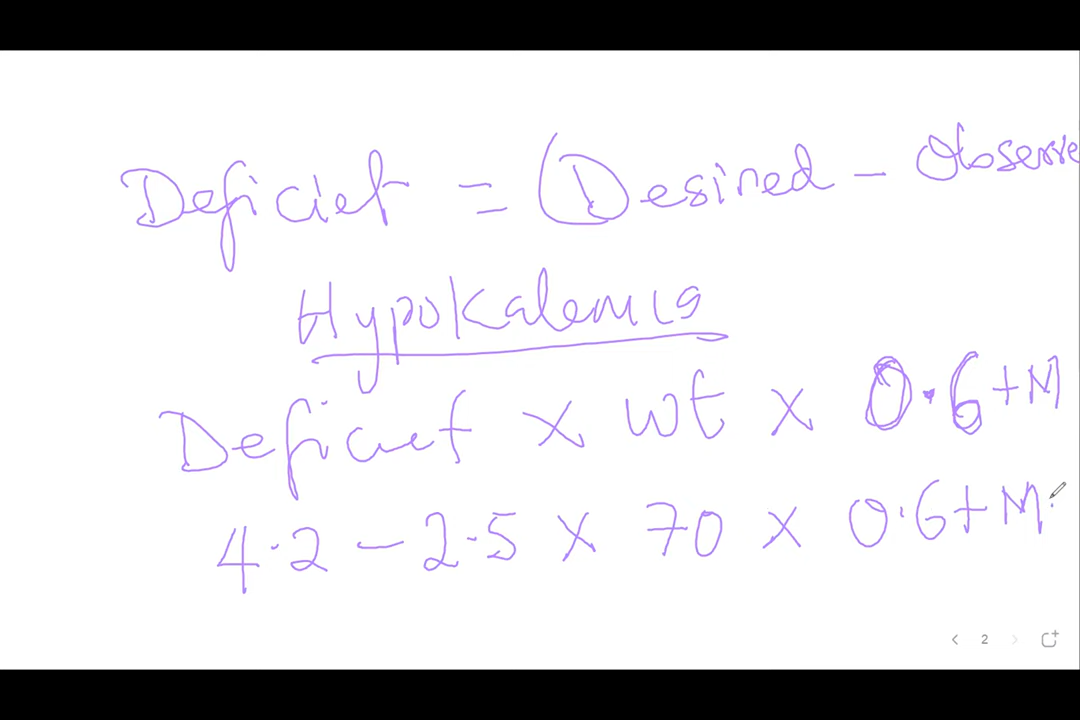 Deficiet = (Desired - Observe
Hypokalemia
Deficiet x wt x 0.6 + M
4.2 - 2.5 x 70 x 0.6 + M.
2